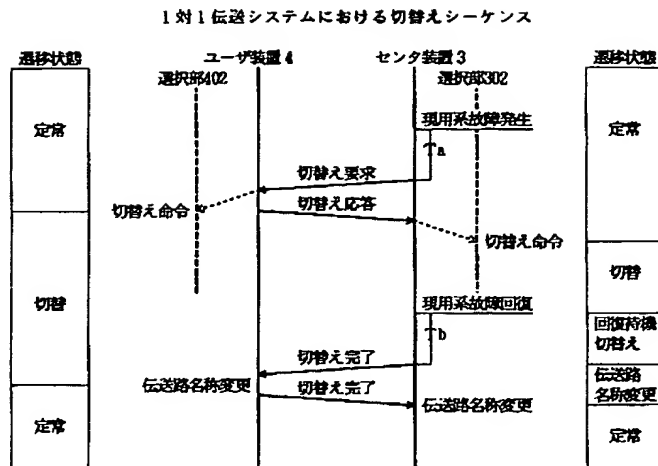 1対1伝送システムにおける切替えシーケンス
遷移状態
ユーザ装置4
センタ装置3
遷移状態
選択部402
選択部302
現用系故障発生
定常
定常
a
切替え要求
切替え命令
切替え応答
切替え命令
切替
切替
現用系故障回復
b
回復待機
切替え
切替え完了
伝送路名称変更
切替え完了
伝送路名称変更
伝送路
名称変更
定常
定常